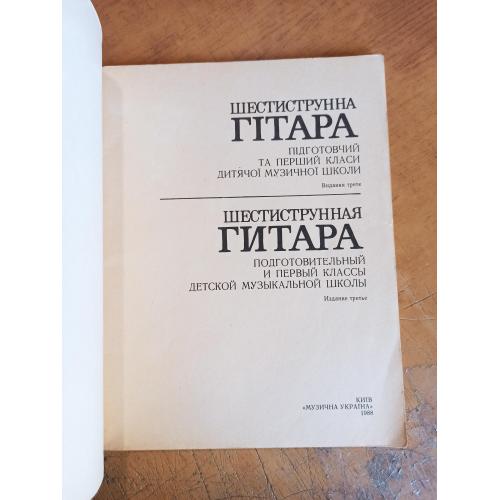 ШЕСТИСТРУННА
ГІТАРА
ПІДГОТОВЧИЙ
ТА ПЕРШИЙ КЛАСИ
ДИТЯЧОЇ МУЗИЧНОЇ ШКОЛИ
Видання третє
ШЕСТИСТРУННАЯ
ГИТАРА
ПОДГОТОВИТЕЛЬНЫЙ
И ПЕРВЫЙ КЛАССЫ
ДЕТСКОЙ МУЗЫКАЛЬНОЙ ШКОЛЫ
Издание третье
КИЇВ
«МУЗИЧНА УКРАЇНА»
1988